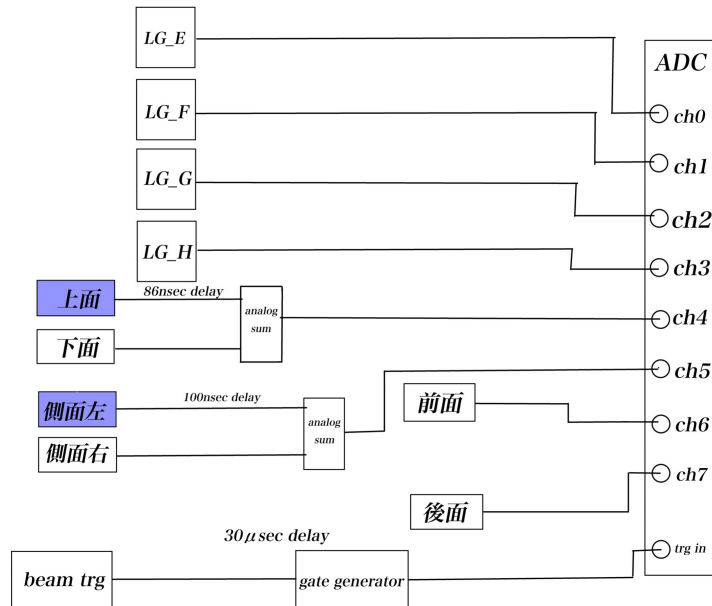 LG_E
ADC
ch0
LG_F
ch1
LG_G
ch2
LG_H
ch3
上面
86nsec delay
analog
sum
ch4
下面
ch5
側面左
100nsec delay
analog
sum
前面
ch6
側面右
ch7
後面
30μsec delay
trg in
beam trg
gate generator